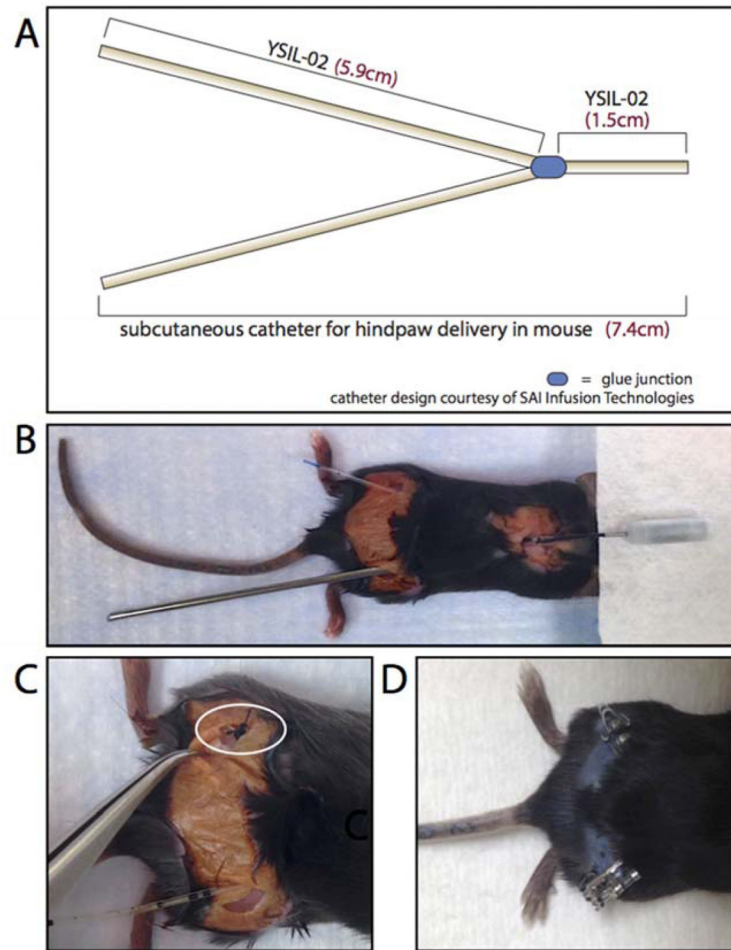 A
YSIL-02 (5.9cm)
YSIL-02
(1.5cm)
subcutaneous catheter for hindpaw delivery in mouse (7.4cm)
= glue junction
catheter design courtesy of SAI Infusion Technologies
B
C
D
C